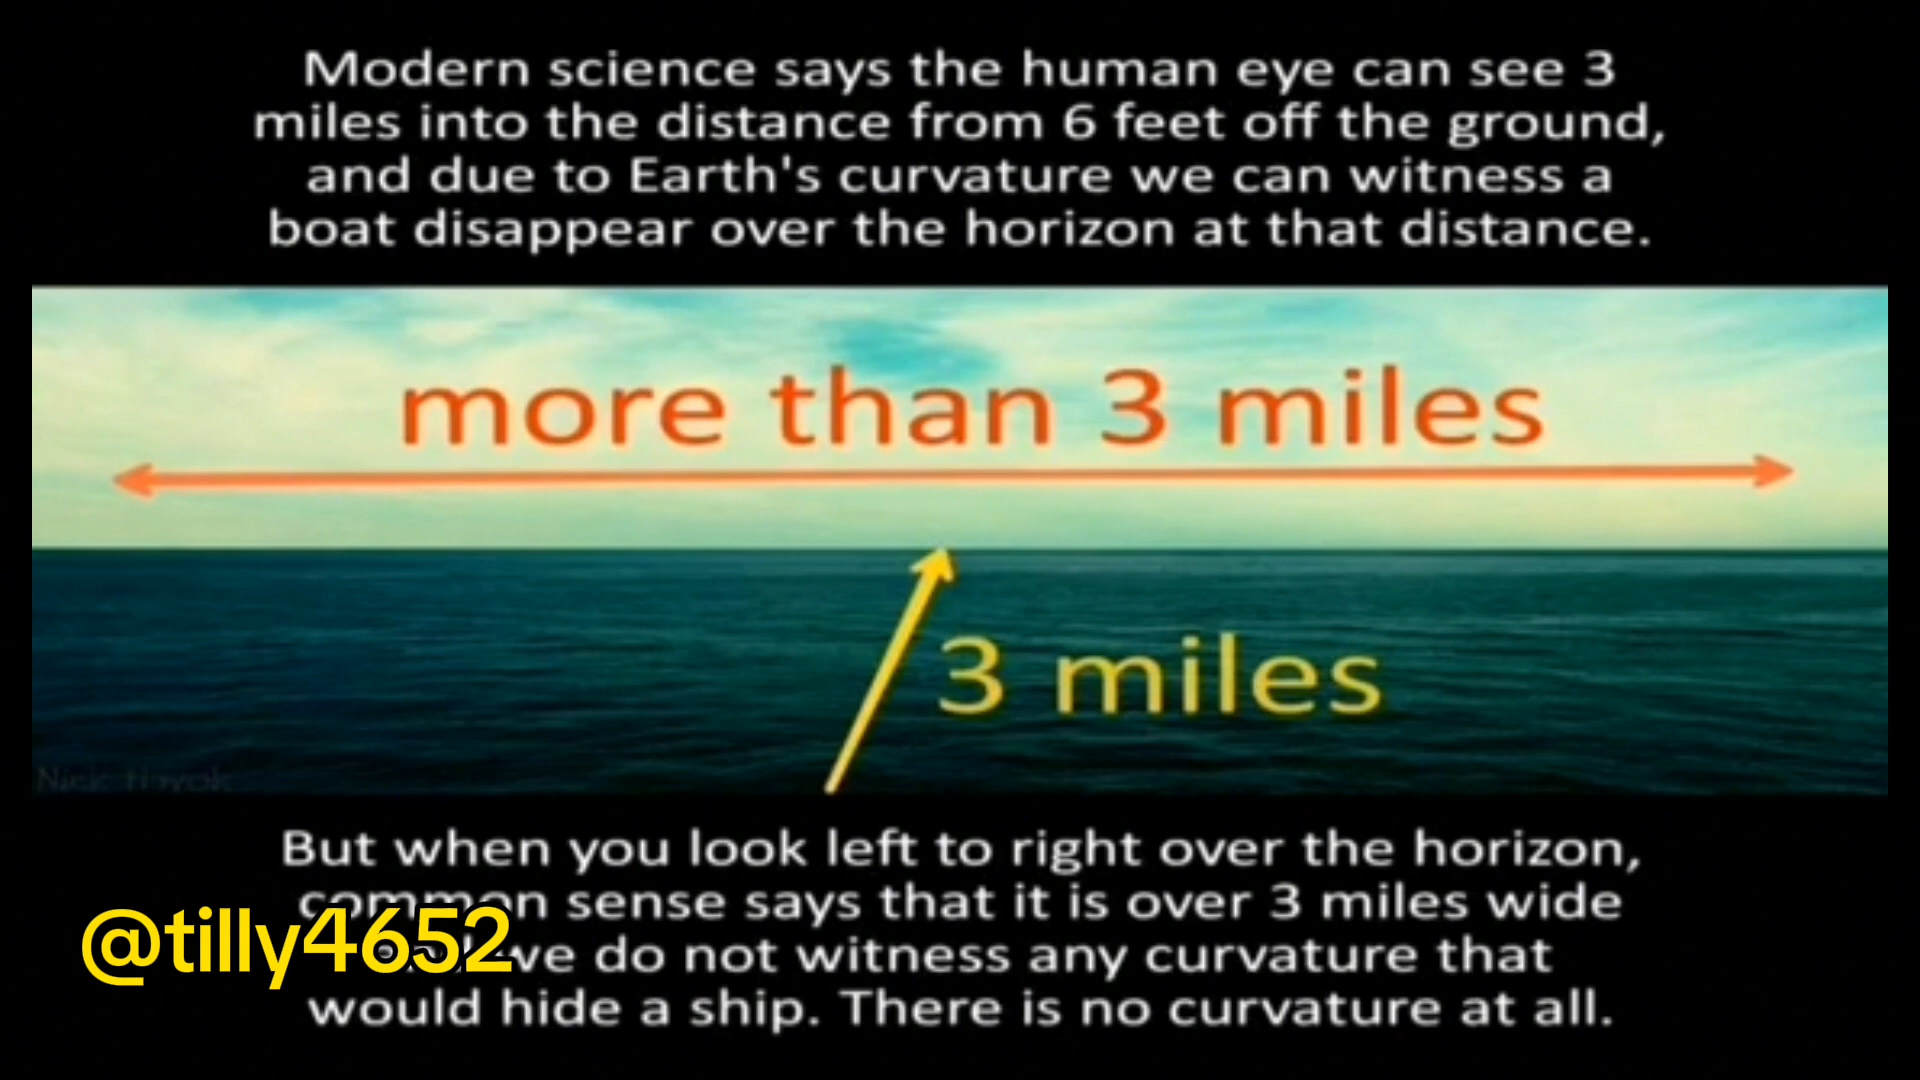 Modern science says the human eye can see 3
miles into the distance from 6 feet off the ground,
and due to Earth's curvature we can witness a
boat disappear over the horizon at that distance.
more than 3 miles
3 miles
But when you look left to right over the horizon,
common sense says that it is over 3 miles wide
@tilly4652 we do not witness any curvature that
would hide a ship. There is no curvature at all.